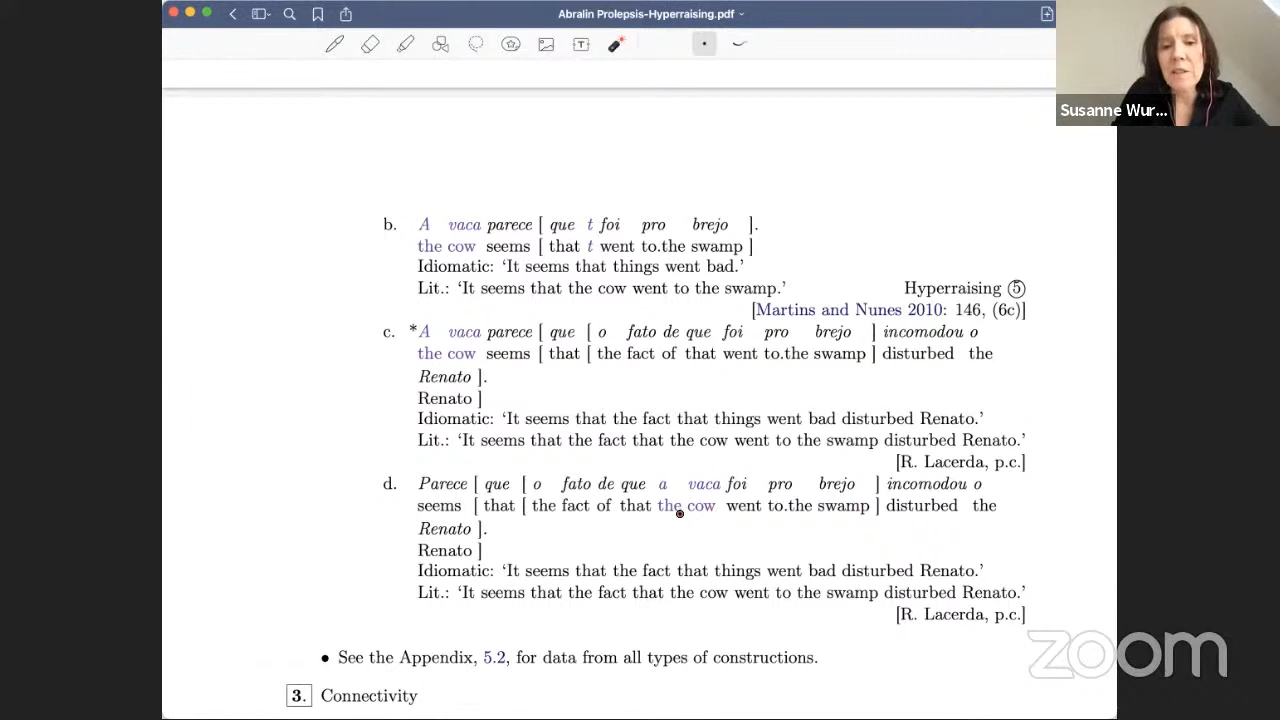 Abralin Prolepsis-Hyperraising.pdf
Susanne Wur...
b. A vaca parece [ que t foi pro brejo ].
the cow seems [ that t went to.the swamp ]
Idiomatic: ‘It seems that things went bad.’
Lit.: ‘It seems that the cow went to the swamp.’ Hyperraising ⑤
[Martins and Nunes 2010: 146, (6c)]
c. *A vaca parece [ que [ o fato de que foi pro brejo ] incomodou o
the cow seems [ that [ the fact of that went to.the swamp ] disturbed the
Renato ].
Renato ]
Idiomatic: ‘It seems that the fact that things went bad disturbed Renato.’
Lit.: ‘It seems that the fact that the cow went to the swamp disturbed Renato.’
[R. Lacerda, p.c.]
d. Parece [ que [ o fato de que a vaca foi pro brejo ] incomodou o
seems [ that [ the fact of that the cow went to.the swamp ] disturbed the
Renato ].
Renato ]
Idiomatic: ‘It seems that the fact that things went bad disturbed Renato.’
Lit.: ‘It seems that the fact that the cow went to the swamp disturbed Renato.’
[R. Lacerda, p.c.]
• See the Appendix, 5.2, for data from all types of constructions.
3. Connectivity
zoom